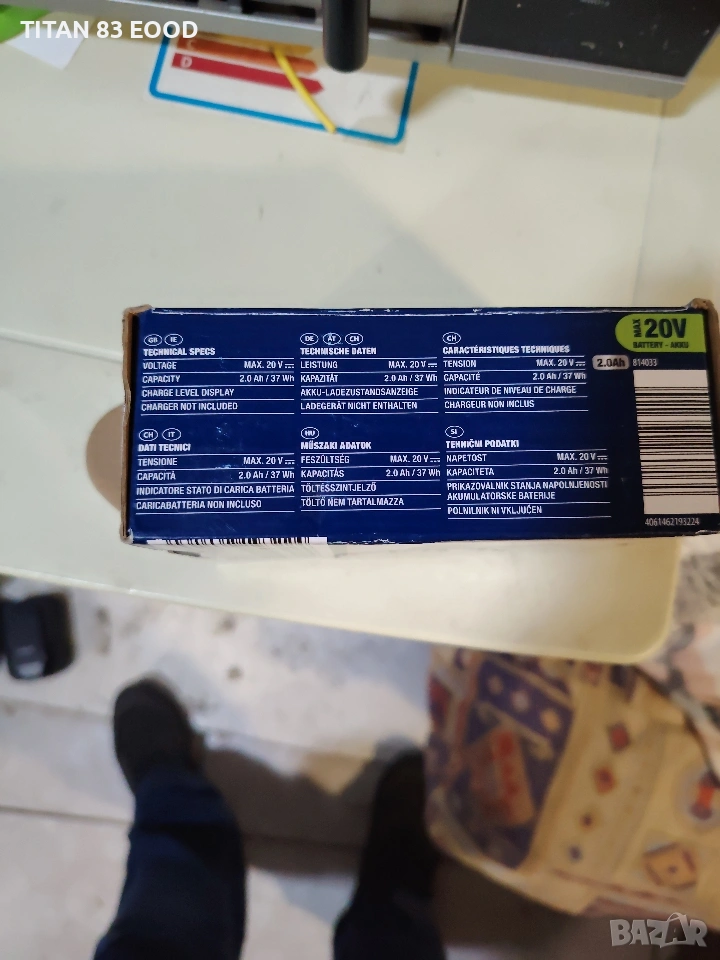 TITAN 83 EOOD
D
GB IE
TECHNICAL SPECS
VOLTAGE MAX. 20 V
CAPACITY 2.0 Ah / 37 Wh
CHARGE LEVEL DISPLAY
CHARGER NOT INCLUDED
DE AT CH
TECHNISCHE DATEN
LEISTUNG MAX. 20 V
KAPAZITÄT 2.0 Ah / 37 Wh
AKKU-LADEZUSTANDSANZEIGE
LADEGERÄT NICHT ENTHALTEN
CH
CARACTÉRISTIQUES TECHNIQUES
TENSION MAX. 20 V
CAPACITÉ 2.0 Ah / 37 Wh
INDICATEUR DE NIVEAU DE CHARGE
CHARGEUR NON INCLUS
MAX 20V
BATTERY - AKKU
2.0Ah 814033
CH IT
DATI TECNICI
TENSIONE MAX. 20 V
CAPACITÀ 2.0 Ah / 37 Wh
INDICATORE STATO DI CARICA BATTERIA
CARICABATTERIA NON INCLUSO
HU
MŰSZAKI ADATOK
FESZÜLTSÉG MAX. 20 V
KAPACITÁS 2.0 Ah / 37 Wh
TÖLTÉSSZINTJELZŐ
TÖLTŐ NEM TARTALMAZZA
SI
TEHNIČNI PODATKI
NAPETOST MAX. 20 V
KAPACITETA 2.0 Ah / 37 Wh
PRIKAZOVALNIK STANJA NAPOLNJENOSTI
AKUMULATORSKE BATERIJE
POLNILNIK NI VKLJUČEN
4061462193224
BAZAR